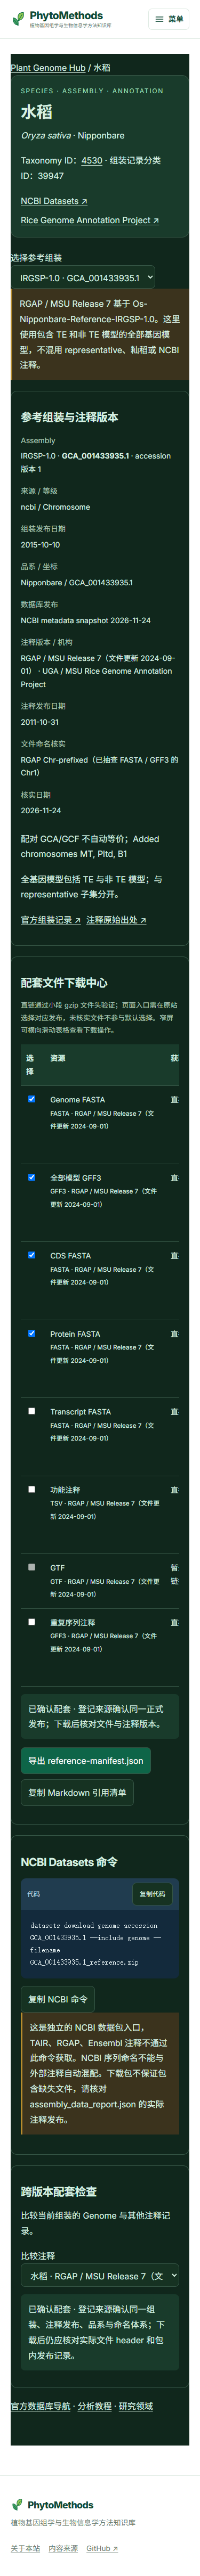 PhytoMethods
植物基因组学与生物信息学方法知识库
菜单
Plant Genome Hub / 水稻
SPECIES · ASSEMBLY · ANNOTATION
水稻
Oryza sativa · Nipponbare
Taxonomy ID：4530 · 组装记录分类
ID：39947
NCBI Datasets ↗
Rice Genome Annotation Project ↗
选择参考组装
IRGSP-1.0 · GCA_001433935.1
RGAP / MSU Release 7 基于 Os-
Nipponbare-Reference-IRGSP-1.0。这里
使用包含 TE 和非 TE 模型的全部基因模
型，不混用 representative、籼稻或 NCBI
注释。
参考组装与注释版本
Assembly
IRGSP-1.0 · GCA_001433935.1 · accession
版本 1
来源 / 等级
ncbi / Chromosome
组装发布日期
2015-10-10
品系 / 坐标
Nipponbare / GCA_001433935.1
数据库发布
NCBI metadata snapshot 2026-11-24
注释版本 / 机构
RGAP / MSU Release 7（文件更新 2024-09-
01） · UGA / MSU Rice Genome Annotation
Project
注释发布日期
2011-10-31
文件命名核实
RGAP Chr-prefixed（已抽查 FASTA / GFF3 的
Chr1）
核实日期
2026-11-24
配对 GCA/GCF 不自动等价；Added
chromosomes MT, Pltd, B1
全基因模型包括 TE 与非 TE 模型；与
representative 子集分开。
官方组装记录 ↗ 注释原始出处 ↗
配套文件下载中心
直链通过小段 gzip 文件头验证；页面入口需在原站
选择对应发布，未核实文件不参与默认选择。窄屏
可横向滑动表格查看下载操作。
选
择
资源
Genome FASTA
FASTA · RGAP / MSU Release 7（文
件更新 2024-09-01）
全部模型 GFF3
GFF3 · RGAP / MSU Release 7（文件
更新 2024-09-01）
CDS FASTA
FASTA · RGAP / MSU Release 7（文
件更新 2024-09-01）
Protein FASTA
FASTA · RGAP / MSU Release 7（文
件更新 2024-09-01）
Transcript FASTA
FASTA · RGAP / MSU Release 7（文
件更新 2024-09-01）
功能注释
TSV · RGAP / MSU Release 7（文件更
新 2024-09-01）
GTF
GTF · RGAP / MSU Release 7（文件更
新 2024-09-01）
重复序列注释
GFF3 · RGAP / MSU Release 7（文件
更新 2024-09-01）
已确认配套 · 登记来源确认同一正式
发布；下载后核对文件与注释版本。
导出 reference-manifest.json
复制 Markdown 引用清单
NCBI Datasets 命令
代码
复制代码
datasets download genome accession
GCA_001433935.1 --include genome --
filename
GCA_001433935.1_reference.zip
复制 NCBI 命令
这是独立的 NCBI 数据包入口，
TAIR、RGAP、Ensembl 注释不通过
此命令获取。NCBI 序列命名不能与
外部注释自动混配。下载包不保证包
含缺失文件，请核对
assembly_data_report.json 的实际
注释发布。
跨版本配套检查
比较当前组装的 Genome 与其他注释记
录。
比较注释
水稻 · RGAP / MSU Release 7（文
已确认配套 · 登记来源确认同一组
装、注释发布、品系与命名体系；下
载后仍应核对实际文件 header 和包
内发布记录。
官方数据库导航 · 分析教程 · 研究领域
PhytoMethods
植物基因组学与生物信息学方法知识库
关于本站 内容来源 GitHub ↗